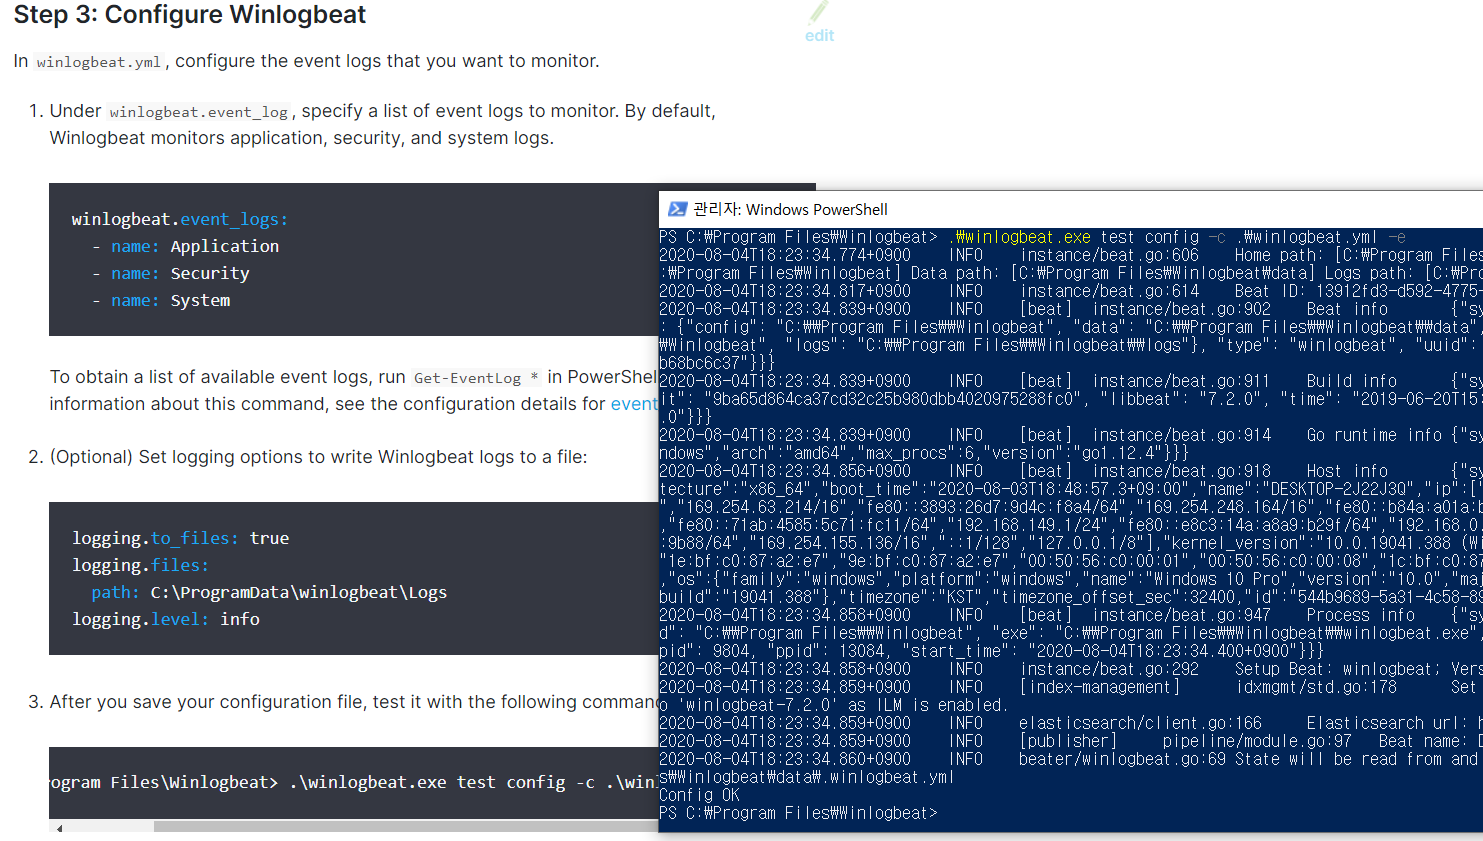 Step 3: Configure Winlogbeat
edit
In winlogbeat.yml, configure the event logs that you want to monitor.
1. Under winlogbeat.event_log, specify a list of event logs to monitor. By default,
Winlogbeat monitors application, security, and system logs.
winlogbeat.event_logs:
- name: Application
- name: Security
- name: System
To obtain a list of available event logs, run Get-EventLog * in PowerShel
information about this command, see the configuration details for event
2. (Optional) Set logging options to write Winlogbeat logs to a file:
logging.to_files: true
logging.files:
path: C:\ProgramData\winlogbeat\Logs
logging.level: info
3. After you save your configuration file, test it with the following comman
rogram Files\Winlogbeat> .\winlogbeat.exe test config -c .\win
관리자: Windows PowerShell
PS C:₩Program Files₩Winlogbeat> .₩winlogbeat.exe test config -c .₩winlogbeat.yml -e
2020-08-04T18:23:34.774+0900 INFO instance/beat.go:606 Home path: [C:₩Program Files
:₩Program Files₩Winlogbeat] Data path: [C:₩Program Files₩Winlogbeat₩data] Logs path: [C:₩Pro
2020-08-04T18:23:34.817+0900 INFO instance/beat.go:614 Beat ID: 13912fd3-d592-4775-
2020-08-04T18:23:34.839+0900 INFO [beat] instance/beat.go:902 Beat info {"sy
: {"config": "C:₩₩Program Files₩₩Winlogbeat", "data": "C:₩₩Program Files₩₩Winlogbeat₩₩data",
₩Winlogbeat", "logs": "C:₩₩Program Files₩₩Winlogbeat₩₩logs"}, "type": "winlogbeat", "uuid":
b68bc6c37"}}}
2020-08-04T18:23:34.839+0900 INFO [beat] instance/beat.go:911 Build info {"sy
it": "9ba65d864ca37cd32c25b980dbb4020975288fc0", "libbeat": "7.2.0", "time": "2019-06-20T15:
.0"}}}
2020-08-04T18:23:34.839+0900 INFO [beat] instance/beat.go:914 Go runtime info {"sy
ndows","arch":"amd64","max_procs":6,"version":"go1.12.4"}}}
2020-08-04T18:23:34.856+0900 INFO [beat] instance/beat.go:918 Host info {"sy
tecture":"x86_64","boot_time":"2020-08-03T18:48:57.3+09:00","name":"DESKTOP-2J22J3Q","ip":["
","169.254.63.214/16","fe80::3893:26d7:9d4c:f8a4/64","169.254.248.164/16","fe80::b84a:a01a:b
,"fe80::71ab:4585:5c71:fc11/64","192.168.149.1/24","fe80::e8c3:14a:a8a9:b29f/64","192.168.0.
:9b88/64","169.254.155.136/16","::1/128","127.0.0.1/8"],"kernel_version":"10.0.19041.388 (Wi
"1e:bf:c0:87:a2:e7","9e:bf:c0:87:a2:e7","00:50:56:c0:00:01","00:50:56:c0:00:08","1c:bf:c0:87
,"os":{"family":"windows","platform":"windows","name":"Windows 10 Pro","version":"10.0","maj
build":"19041.388"},"timezone":"KST","timezone_offset_sec":32400,"id":"544b9689-5a31-4c58-89
2020-08-04T18:23:34.858+0900 INFO [beat] instance/beat.go:947 Process info {"sy
d": "C:₩₩Program Files₩₩Winlogbeat", "exe": "C:₩₩Program Files₩₩Winlogbeat₩₩winlogbeat.exe",
pid": 9804, "ppid": 13084, "start_time": "2020-08-04T18:23:34.400+0900"}}}
2020-08-04T18:23:34.858+0900 INFO instance/beat.go:292 Setup Beat: winlogbeat; Vers
2020-08-04T18:23:34.859+0900 INFO [index-management] idxmgmt/std.go:178 Set
o 'winlogbeat-7.2.0' as ILM is enabled.
2020-08-04T18:23:34.859+0900 INFO elasticsearch/client.go:166 Elasticsearch url: h
2020-08-04T18:23:34.859+0900 INFO [publisher] pipeline/module.go:97 Beat name: D
2020-08-04T18:23:34.860+0900 INFO beater/winlogbeat.go:69 State will be read from and
s₩Winlogbeat₩data₩.winlogbeat.yml
Config OK
PS C:₩Program Files₩Winlogbeat>